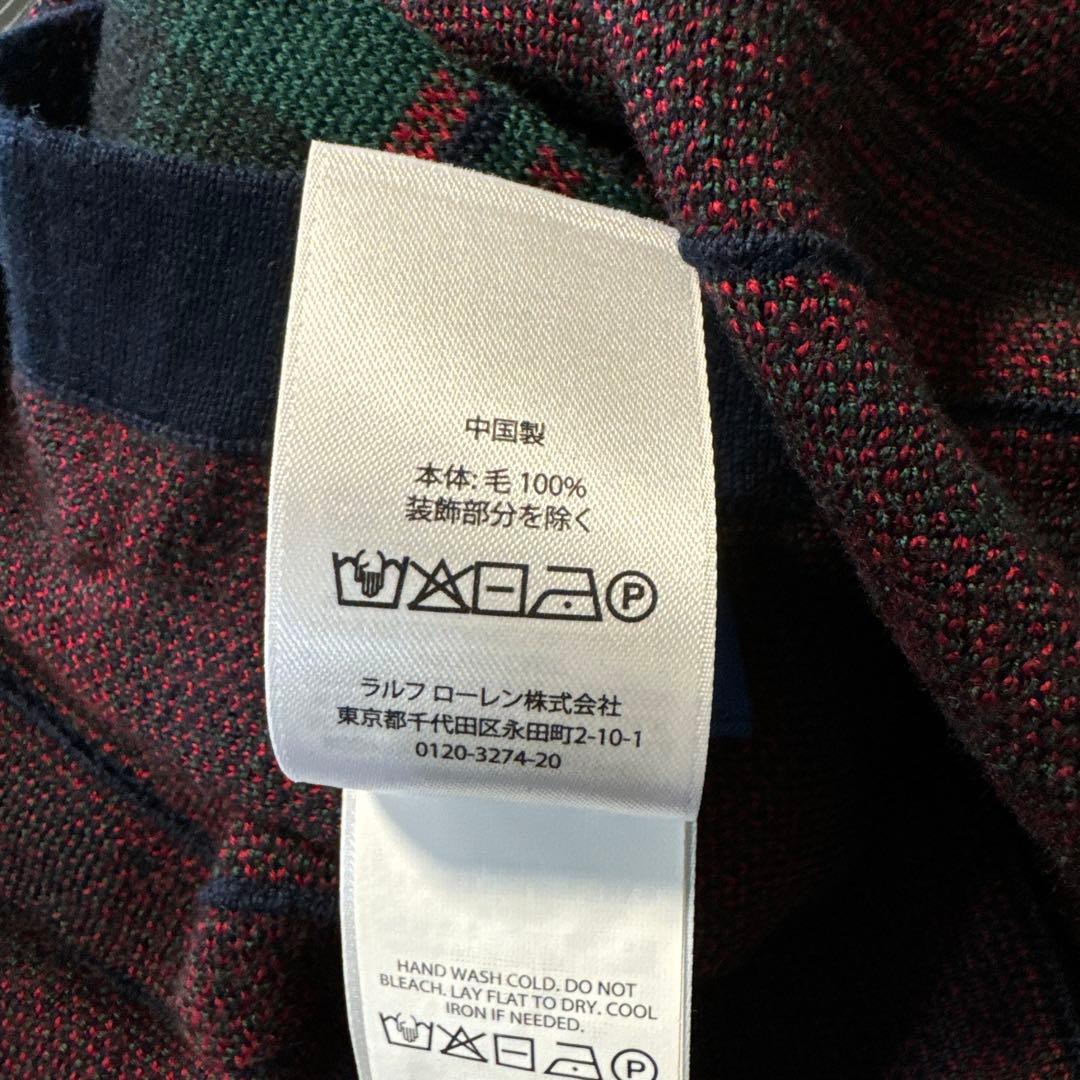 中国製
本体: 毛 100%
装飾部分を除く
P
ラルフ ローレン株式会社
東京都千代田区永田町2-10-1
0120-3274-20
HAND WASH COLD. DO NOT
BLEACH. LAY FLAT TO DRY. COOL
IRON IF NEEDED.
P